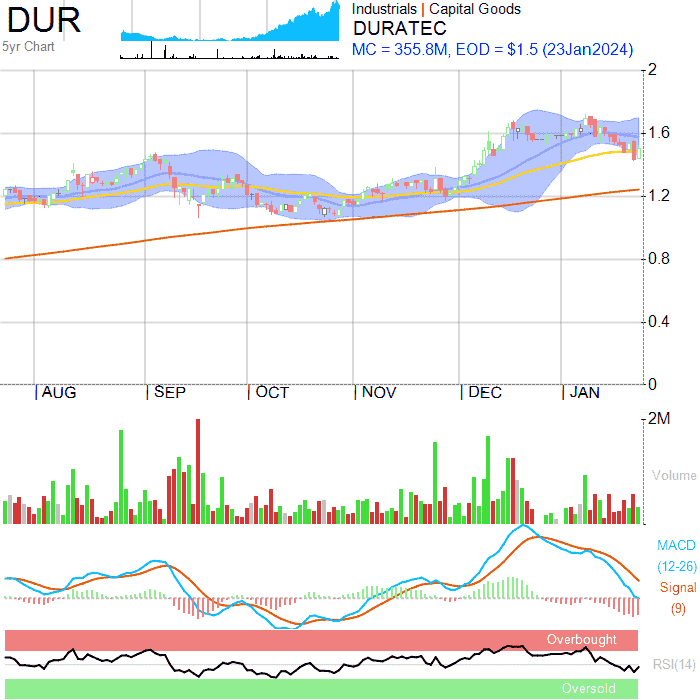 DUR
5yr Chart
Industrials | Capital Goods
DURATEC
MC = 355.8M, EOD = $1.5 (23Jan2024)
2
1.6
1.2
0.8
0.4
0
AUG
SEP
OCT
NOV
DEC
JAN
2M
Volume
MACD
(12-26)
Signal
(9)
Overbought
RSI(14)
Oversold